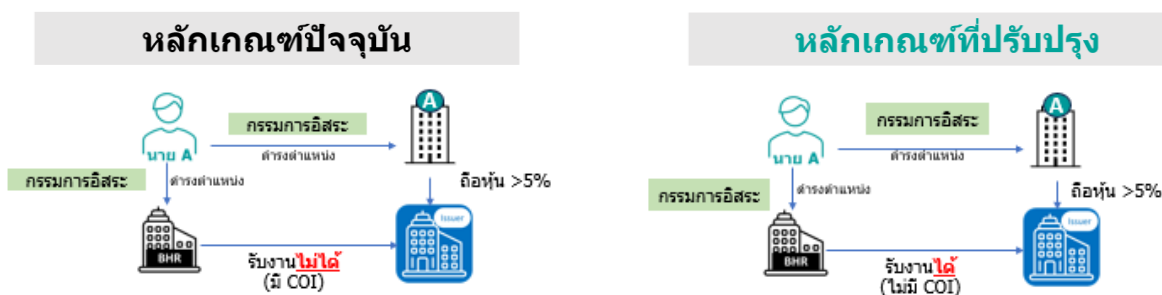 หลักเกณฑ์ปัจจุบัน
นาย A
กรรมการอิสระ
ดำรงตำแหน่ง
A
กรรมการอิสระ
ดำรงตำแหน่ง
ถือหุ้น >5%
BHR
รับงานไม่ได้
(มี COI)
Issuer
หลักเกณฑ์ที่ปรับปรุง
นาย A
กรรมการอิสระ
ดำรงตำแหน่ง
A
กรรมการอิสระ
ดำรงตำแหน่ง
ถือหุ้น >5%
BHR
รับงานได้
(ไม่มี COI)
Issuer